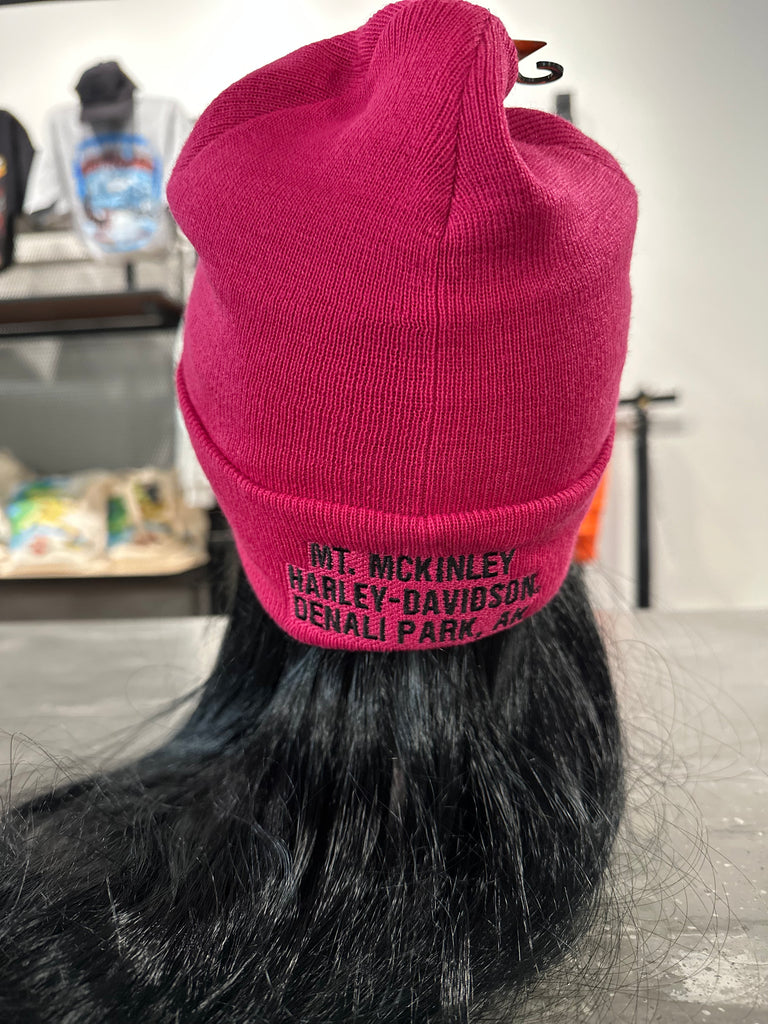 MT. MCKINLEY
HARLEY-DAVIDSON,
DENALI PARK, AK